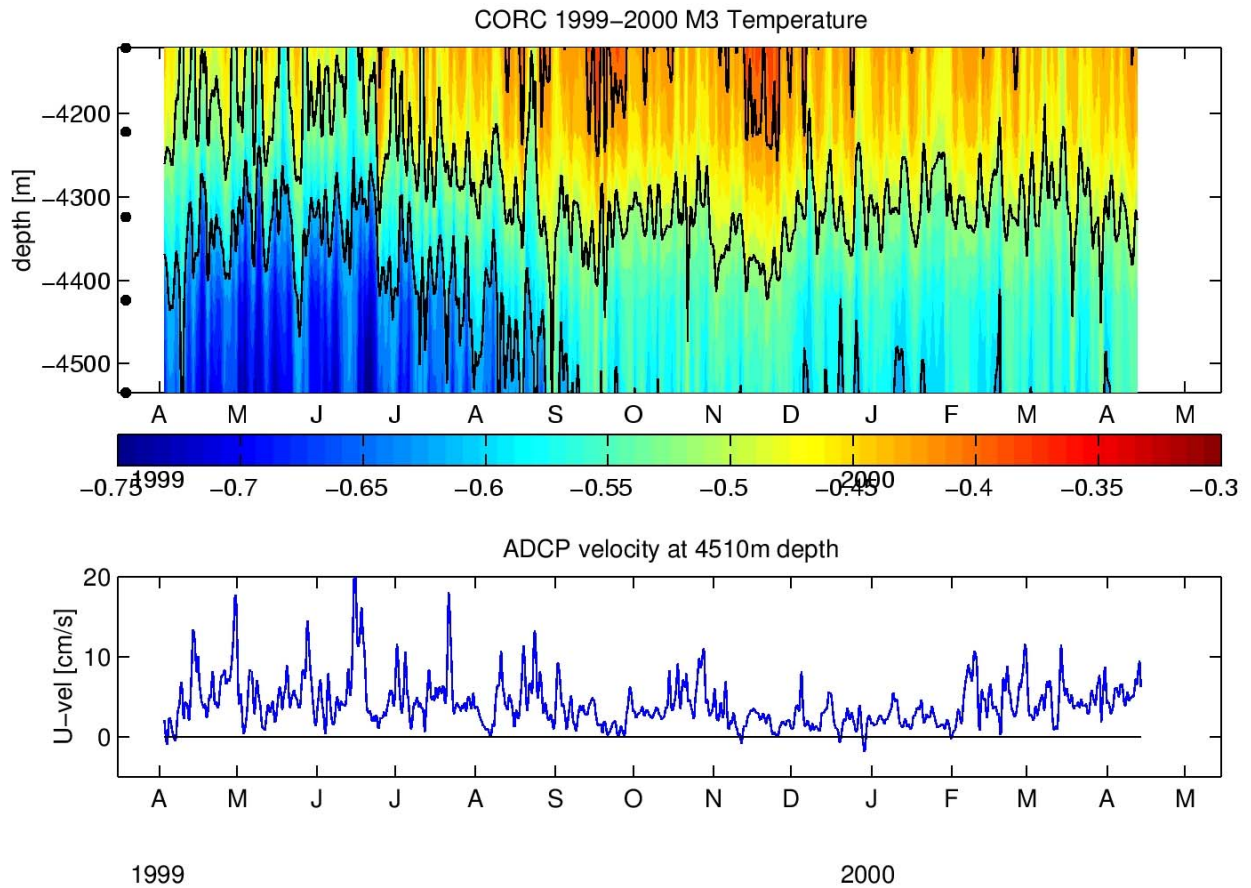 CORC 1999−2000 M3 Temperature
depth [m]
−4200
−4300
−4400
−4500
A M J J A S O N D J F M A M
−0.75 −0.7 −0.65 −0.6 −0.55 −0.5 −0.45 −0.4 −0.35 −0.3
1999 2000
ADCP velocity at 4510m depth
U−vel [cm/s]
20
10
0
A M J J A S O N D J F M A M
1999 2000